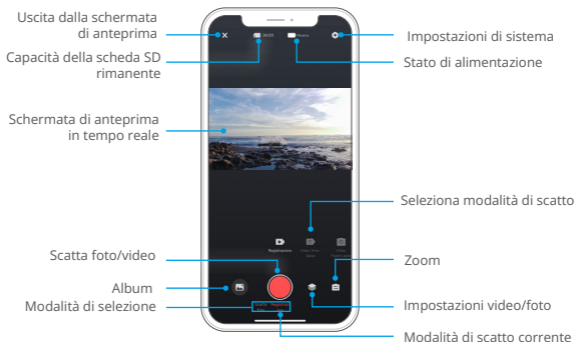 Uscita dalla schermata
di anteprima
Capacità della scheda SD
rimanente
Schermata di anteprima
in tempo reale
Scatta foto/video
Album
Modalità di selezione
Impostazioni di sistema
Stato di alimentazione
Seleziona modalità di scatto
Zoom
Impostazioni video/foto
Modalità di scatto corrente
Registrazione